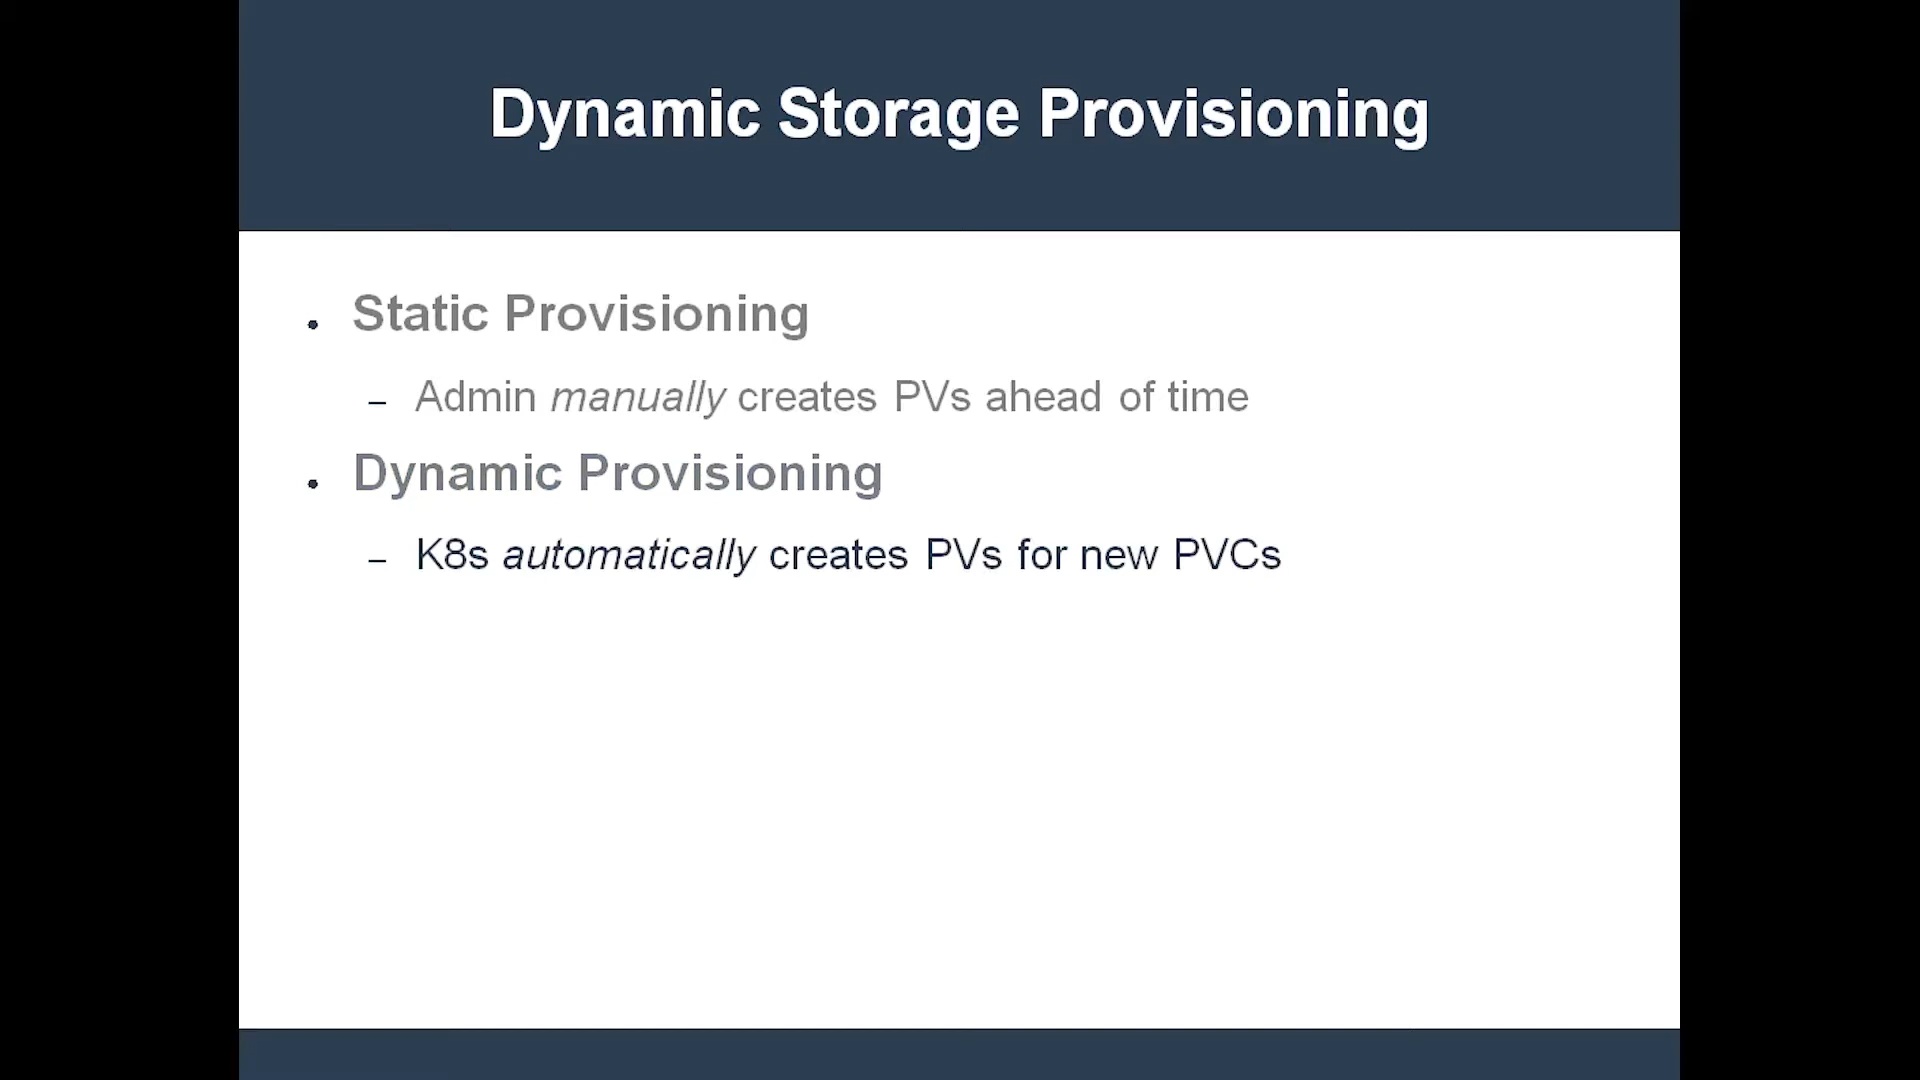 Dynamic Storage Provisioning
• Static Provisioning
– Admin manually creates PVs ahead of time
• Dynamic Provisioning
– K8s automatically creates PVs for new PVCs